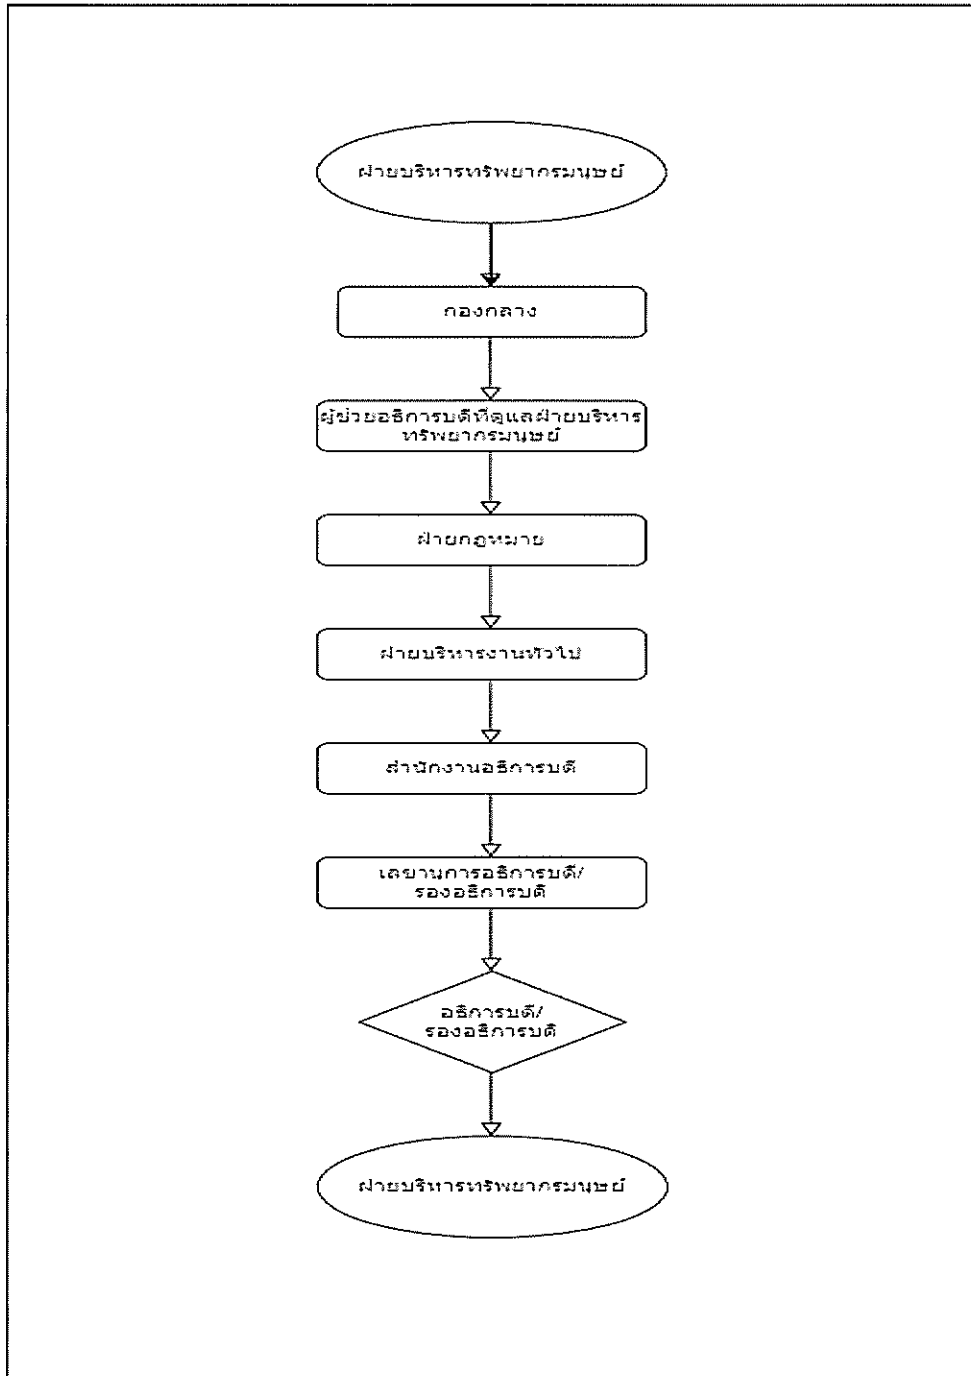 ฝ่ายบริหารทรัพยากรมนุษย์
กองกลาง
ผู้ช่วยอธิการบดีที่ดูแลฝ่ายบริหาร
ทรัพยากรมนุษย์
ฝ่ายกฎหมาย
ฝ่ายบริหารงานทั่วไป
สำนักงานอธิการบดี
เลขานุการอธิการบดี/
รองอธิการบดี
อธิการบดี/
รองอธิการบดี
ฝ่ายบริหารทรัพยากรมนุษย์